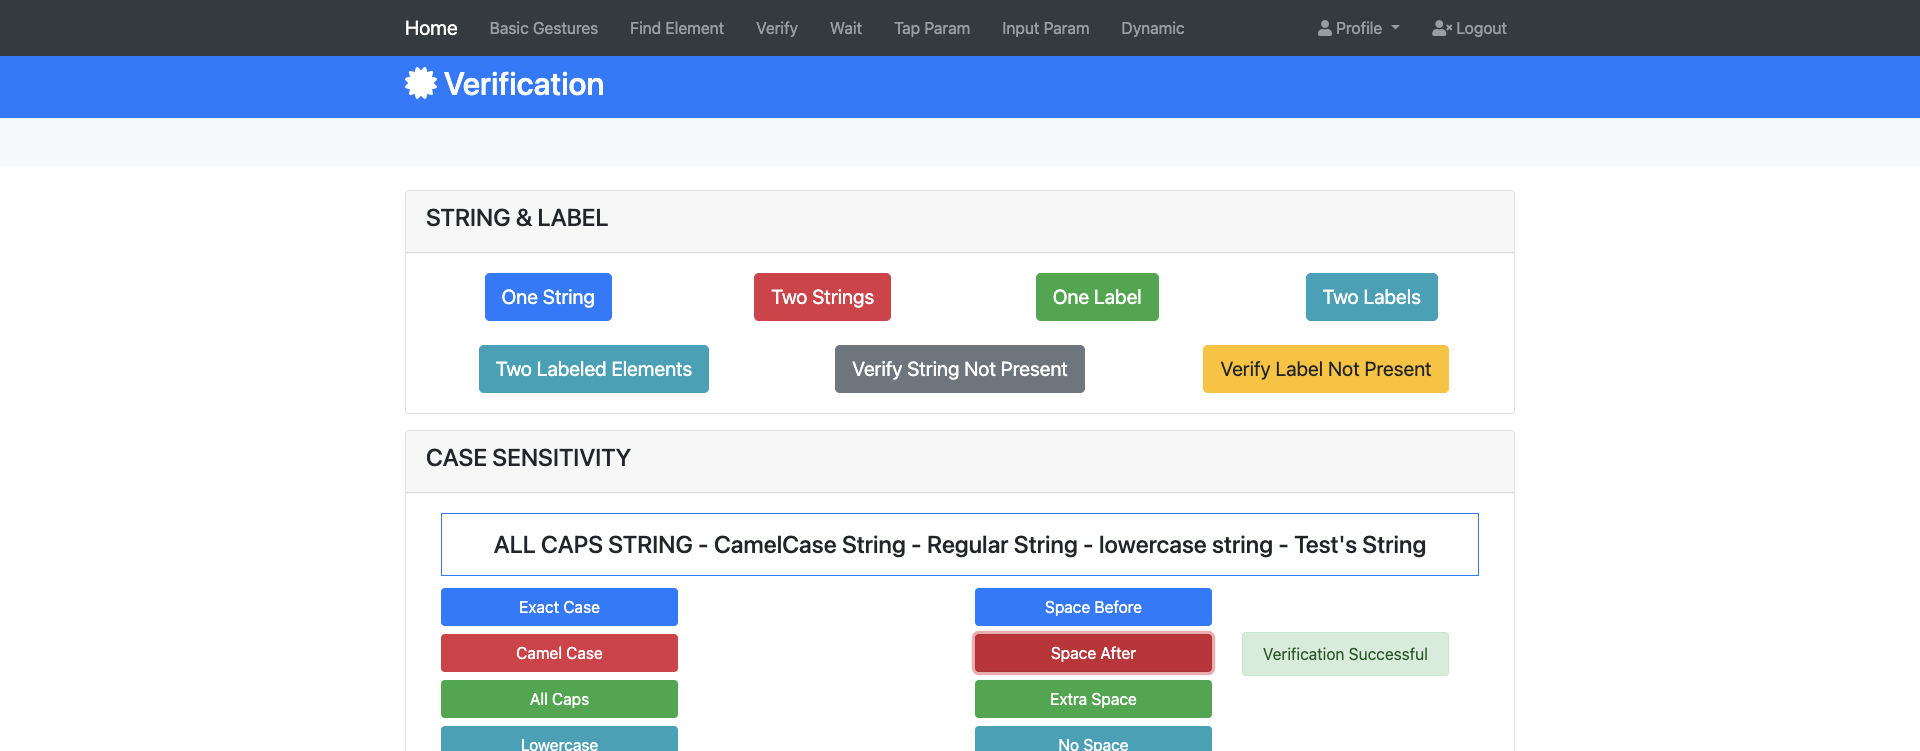 Home Basic Gestures Find Element Verify Wait Tap Param Input Param Dynamic Profile Logout
Verification
STRING & LABEL
One String Two Strings One Label Two Labels
Two Labeled Elements Verify String Not Present Verify Label Not Present
CASE SENSITIVITY
ALL CAPS STRING - CamelCase String - Regular String - lowercase string - Test's String
Exact Case Space Before
Camel Case Space After Verification Successful
All Caps Extra Space
Lowercase No Space